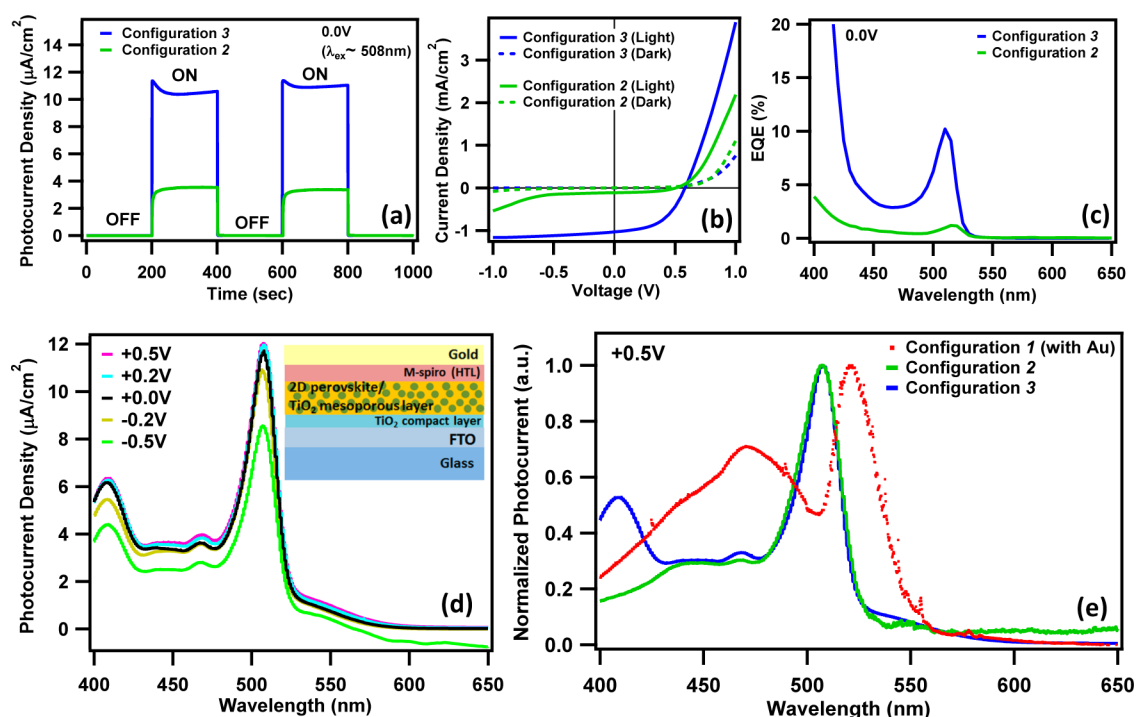 Photocurrent Density (µA/cm²)
14
12
10
8
6
4
2
0
Configuration 3
Configuration 2
0.0V
(λex~ 508nm)
ON
ON
OFF
OFF
(a)
0
200
400
600
800
1000
Time (sec)
Current Density (mA/cm²)
3
2
1
0
-1
Configuration 3 (Light)
Configuration 3 (Dark)
Configuration 2 (Light)
Configuration 2 (Dark)
(b)
-1.0
-0.5
0.0
0.5
1.0
Voltage (V)
EQE (%)
20
15
10
5
0
0.0V
Configuration 3
Configuration 2
(c)
400
450
500
550
600
650
Wavelength (nm)
Photocurrent Density (µA/cm²)
12
10
8
6
4
2
0
+0.5V
+0.2V
+0.0V
-0.2V
-0.5V
Gold
M-spiro (HTL)
2D perovskite/
TiO₂ mesoporous layer
TiO₂ compact layer
FTO
Glass
(d)
400
450
500
550
600
650
Wavelength (nm)
Normalized Photocurrent (a.u.)
1.0
0.8
0.6
0.4
0.2
0.0
+0.5V
Configuration 1 (with Au)
Configuration 2
Configuration 3
(e)
400
450
500
550
600
650
Wavelength (nm)